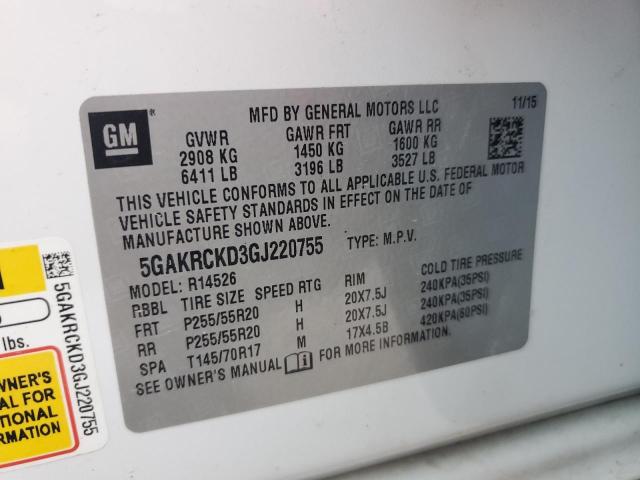 GM
MFD BY GENERAL MOTORS LLC 11/15
GVWR GAWR FRT GAWR RR
2908 KG 1450 KG 1600 KG
6411 LB 3196 LB 3527 LB
THIS VEHICLE CONFORMS TO ALL APPLICABLE U.S. FEDERAL MOTOR
VEHICLE SAFETY STANDARDS IN EFFECT ON THE DATE OF
MANUFACTURE SHOWN ABOVE.
5GAKRCKD3GJ220755 TYPE: M.P.V.
MODEL: R14526
RBBL TIRE SIZE SPEED RTG RIM COLD TIRE PRESSURE
FRT P255/55R20 H 20X7.5J 240KPA(35PSI)
RR P255/55R20 H 20X7.5J 240KPA(35PSI)
SPA T145/70R17 M 17X4.5B 420KPA(60PSI)
SEE OWNER'S MANUAL FOR MORE INFORMATION.
lbs.
5GAKRCKD3GJ220755
OWNER'S
AL FOR
TIONAL
RMATION